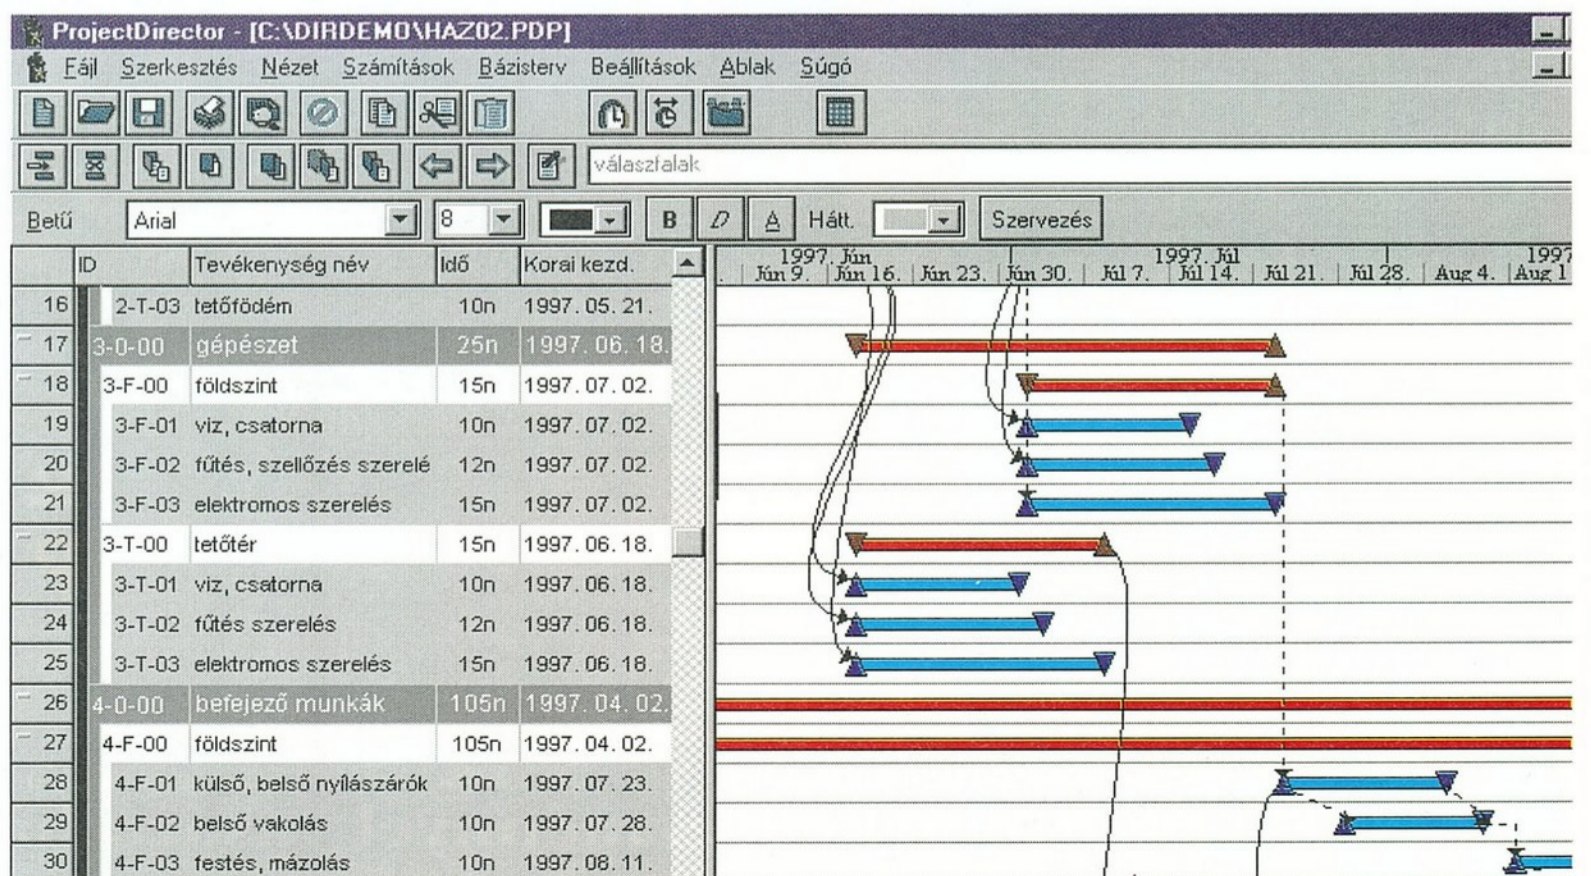 ProjectDirector - [C:\DIRDEMO\HAZ02.PDP]
Fájl Szerkesztés Nézet Számítások Bázisterv Beállítások Ablak Súgó
választalak
Betű Arial 8 B D A Hátt. Szervezés
ID Tevékenység név Idő Korai kezd.
1997. Jún 1997. Júl 1997
Jún 9. Jún 16. Jún 23. Jún 30. Júl 7. Júl 14. Júl 21. Júl 28. Aug 4. Aug 1
16 2-T-03 tetőfödém 10n 1997.05.21.
17 3-0-00 gépészet 25n 1997.06.18.
18 3-F-00 földszint 15n 1997.07.02.
19 3-F-01 viz, csatorna 10n 1997.07.02.
20 3-F-02 fűtés, szellőzés szerelé 12n 1997.07.02.
21 3-F-03 elektromos szerelés 15n 1997.07.02.
22 3-T-00 tetőtér 15n 1997.06.18.
23 3-T-01 viz, csatorna 10n 1997.06.18.
24 3-T-02 fűtés szerelés 12n 1997.06.18.
25 3-T-03 elektromos szerelés 15n 1997.06.18.
26 4-0-00 befejező munkák 105n 1997.04.02.
27 4-F-00 földszint 105n 1997.04.02.
28 4-F-01 külső, belső nyílászárók 10n 1997.07.23.
29 4-F-02 belső vakolás 10n 1997.07.28.
30 4-F-03 festés, mázolás 10n 1997.08.11.